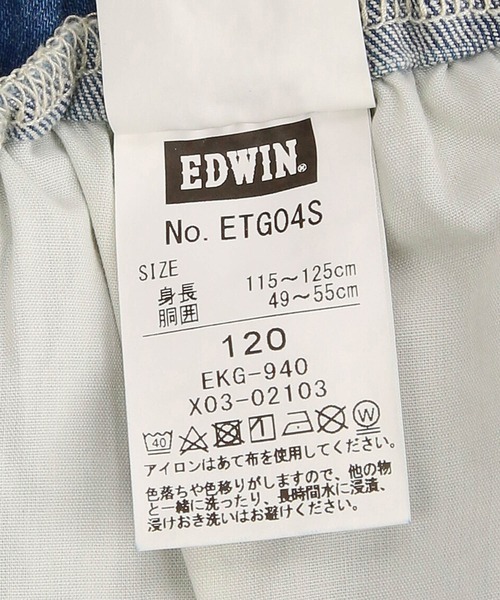 EDWIN®
No. ETG04S
SIZE
身長 115~125cm
胴囲 49~55cm
120
EKG-940
X03-02103
40 W
アイロンはあて布を使用してください。
色落ちや色移りがしますので、他の物
と一緒に洗ったり、長時間水に浸漬、
浸けおき洗いはお避けください。